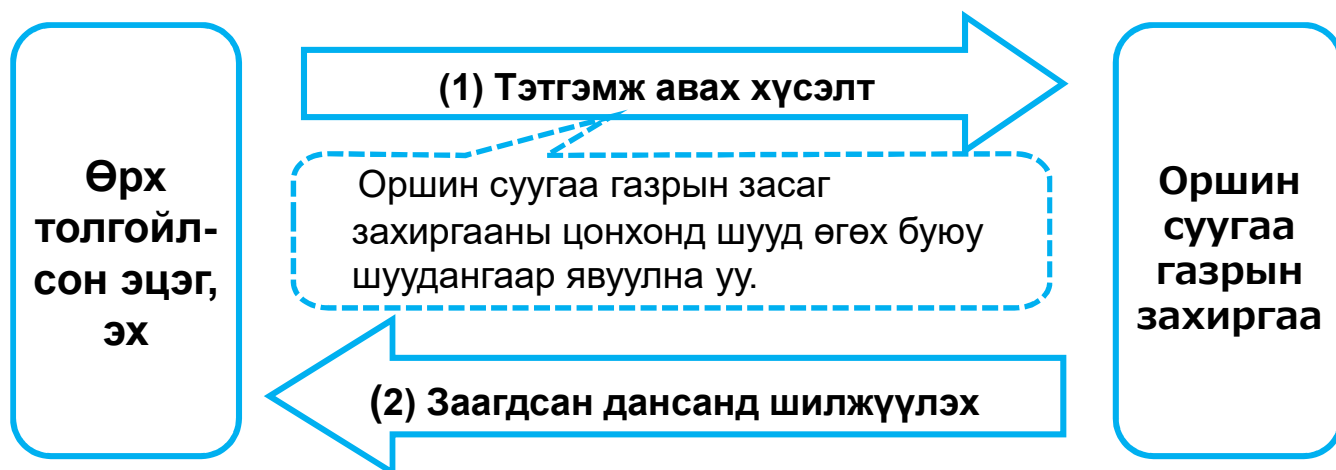 Өрх
толгойл-
сон эцэг,
эх
(1) Тэтгэмж авах хүсэлт
Оршин суугаа газрын засаг
захиргааны цонхонд шууд өгөх буюу
шуудангаар явуулна уу.
(2) Заагдсан дансанд шилжүүлэх
Оршин
суугаа
газрын
захиргаа